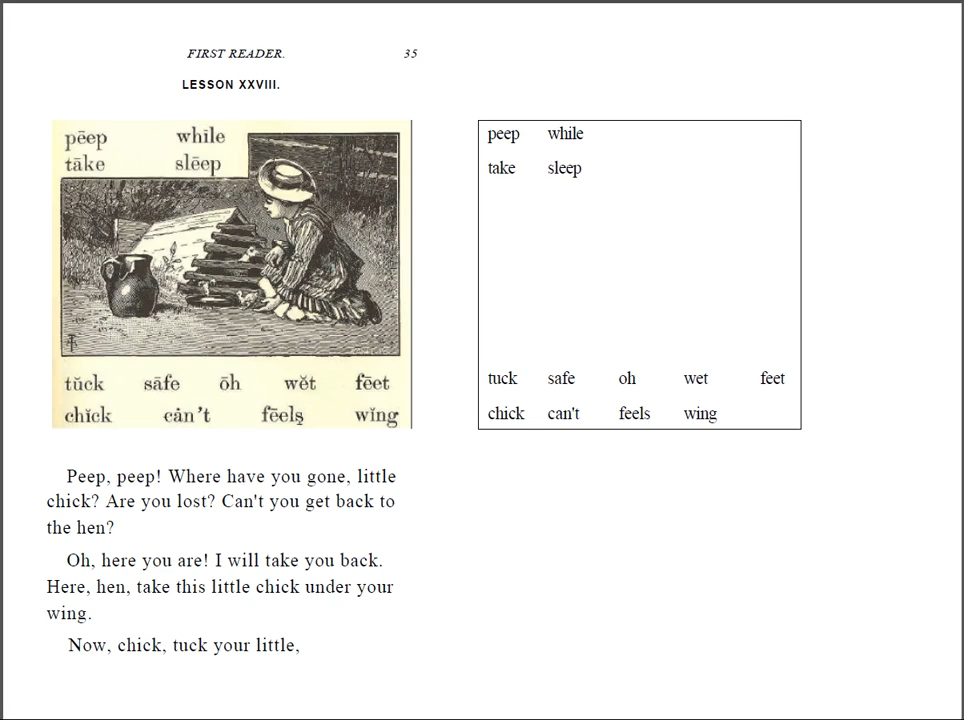 FIRST READER. 35
LESSON XXVIII.
pēep while
tāke slēep
tŭck sāfe ōh wĕt fēet
chĭck cȧn't fēelş wĭng
peep while
take sleep
tuck safe oh wet feet
chick can't feels wing
Peep, peep! Where have you gone, little
chick? Are you lost? Can't you get back to
the hen?
Oh, here you are! I will take you back.
Here, hen, take this little chick under your
wing.
Now, chick, tuck your little,